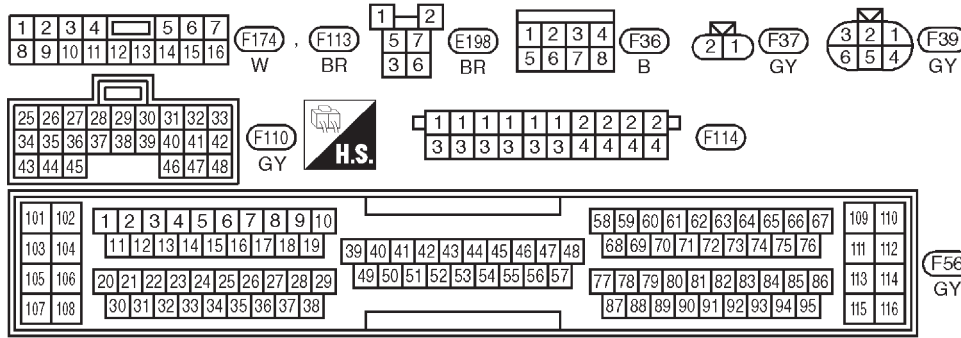 1 2 3 4 5 6 7
8 9 10 11 12 13 14 15 16
F174 , F113
W BR
1 2
5 7
3 6
E198
BR
1 2 3 4
5 6 7 8
F36
B
2 1
F37
GY
3 2 1
6 5 4
F39
GY
25 26 27 28 29 30 31 32 33
34 35 36 37 38 39 40 41 42
43 44 45 46 47 48
F110
GY
H.S.
1 1 1 1 1 1 2 2 2 2
3 3 3 3 3 3 4 4 4 4
F114
101 102
103 104
105 106
107 108
1 2 3 4 5 6 7 8 9 10
11 12 13 14 15 16 17 18 19
20 21 22 23 24 25 26 27 28 29
30 31 32 33 34 35 36 37 38
39 40 41 42 43 44 45 46 47 48
49 50 51 52 53 54 55 56 57
58 59 60 61 62 63 64 65 66 67
68 69 70 71 72 73 74 75 76
77 78 79 80 81 82 83 84 85 86
87 88 89 90 91 92 93 94 95
109 110
111 112
113 114
115 116
F56
GY